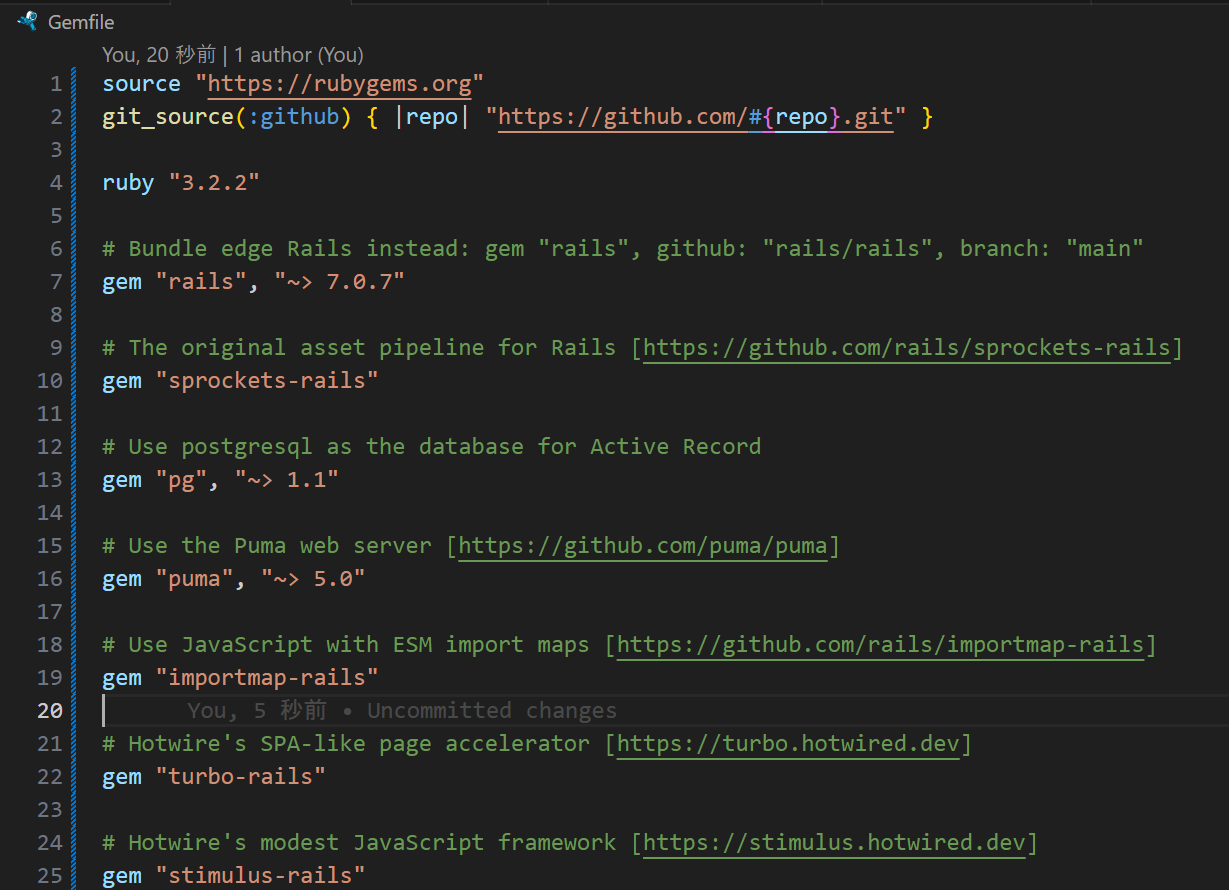 Gemfile
You, 20 秒前 | 1 author (You)
1 source "https://rubygems.org"
2 git_source(:github) { |repo| "https://github.com/#{repo}.git" }
3
4 ruby "3.2.2"
5
6 # Bundle edge Rails instead: gem "rails", github: "rails/rails", branch: "main"
7 gem "rails", "~> 7.0.7"
8
9 # The original asset pipeline for Rails [https://github.com/rails/sprockets-rails]
10 gem "sprockets-rails"
11
12 # Use postgresql as the database for Active Record
13 gem "pg", "~> 1.1"
14
15 # Use the Puma web server [https://github.com/puma/puma]
16 gem "puma", "~> 5.0"
17
18 # Use JavaScript with ESM import maps [https://github.com/rails/importmap-rails]
19 gem "importmap-rails"
20 You, 5 秒前 • Uncommitted changes
21 # Hotwire's SPA-like page accelerator [https://turbo.hotwired.dev]
22 gem "turbo-rails"
23
24 # Hotwire's modest JavaScript framework [https://stimulus.hotwired.dev]
25 gem "stimulus-rails"